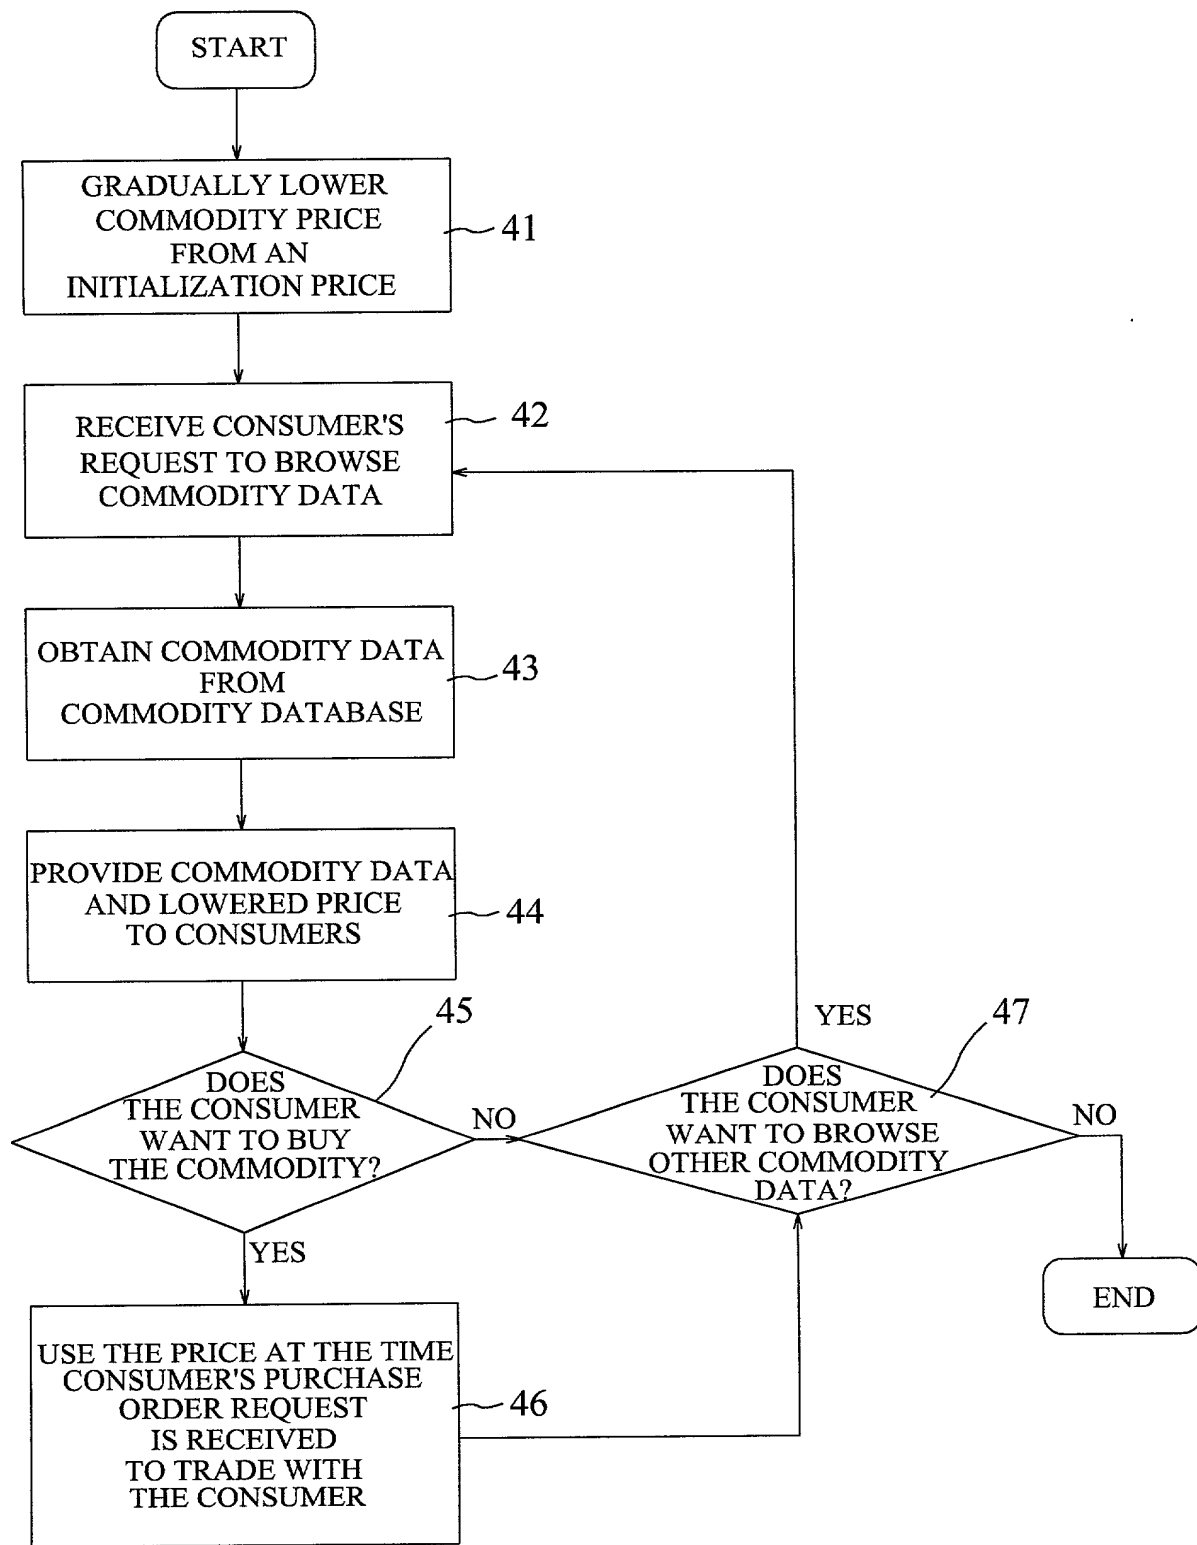 START
GRADUALLY LOWER
COMMODITY PRICE
FROM AN
INITIALIZATION PRICE
41
RECEIVE CONSUMER'S
REQUEST TO BROWSE
COMMODITY DATA
42
OBTAIN COMMODITY DATA
FROM
COMMODITY DATABASE
43
PROVIDE COMMODITY DATA
AND LOWERED PRICE
TO CONSUMERS
44
45
DOES
THE CONSUMER
WANT TO BUY
THE COMMODITY?
NO
YES
YES
47
DOES
THE CONSUMER
WANT TO BROWSE
OTHER COMMODITY
DATA?
NO
END
USE THE PRICE AT THE TIME
CONSUMER'S PURCHASE
ORDER REQUEST
IS RECEIVED
TO TRADE WITH
THE CONSUMER
46